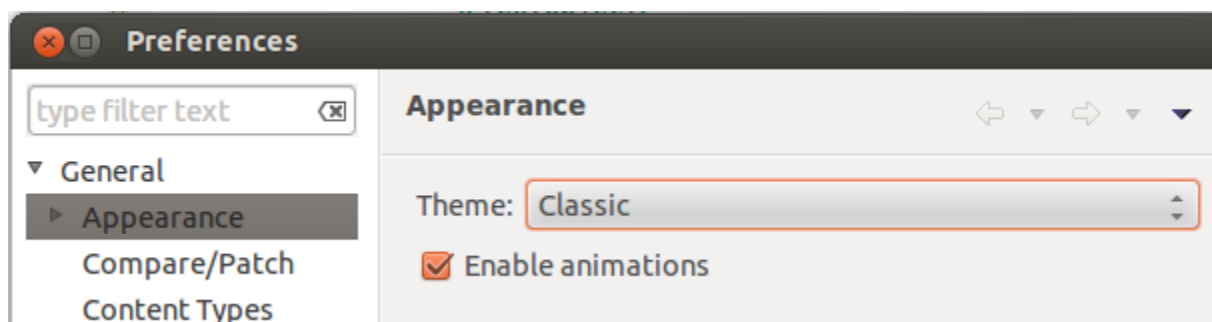 Preferences
type filter text
Appearance
General
Appearance
Compare/Patch
Content Types
Theme: Classic
Enable animations